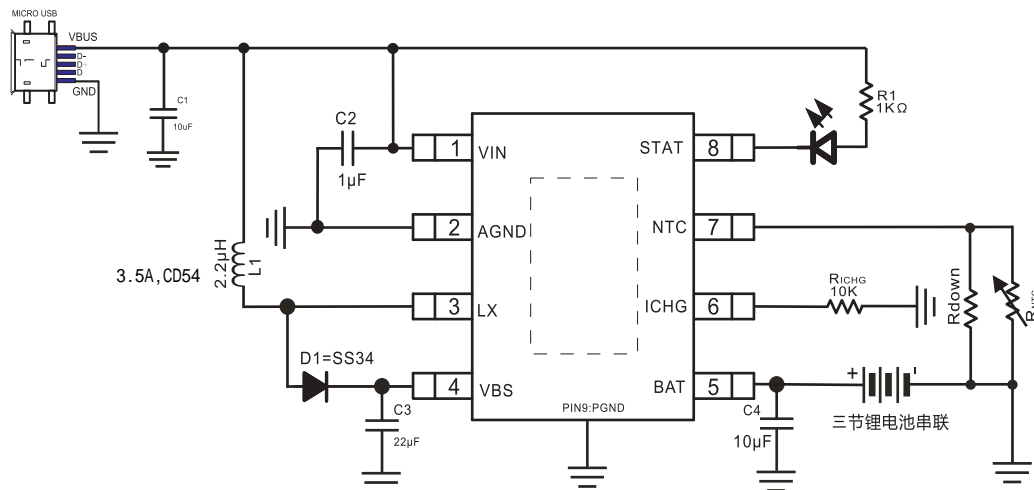 MICRO USB
VBUS
D-
D+
D
GND
C1
10uF
C2
1μF
R1
1KΩ
1 VIN
2 AGND
3 LX
4 VBS
STAT 8
NTC 7
ICHG 6
BAT 5
PIN9:PGND
3.5A,CD54
2.2μH
L1
D1=SS34
C3
22μF
RICHG
10K
Rdown
RNTC
C4
10μF
+
三节锂电池串联